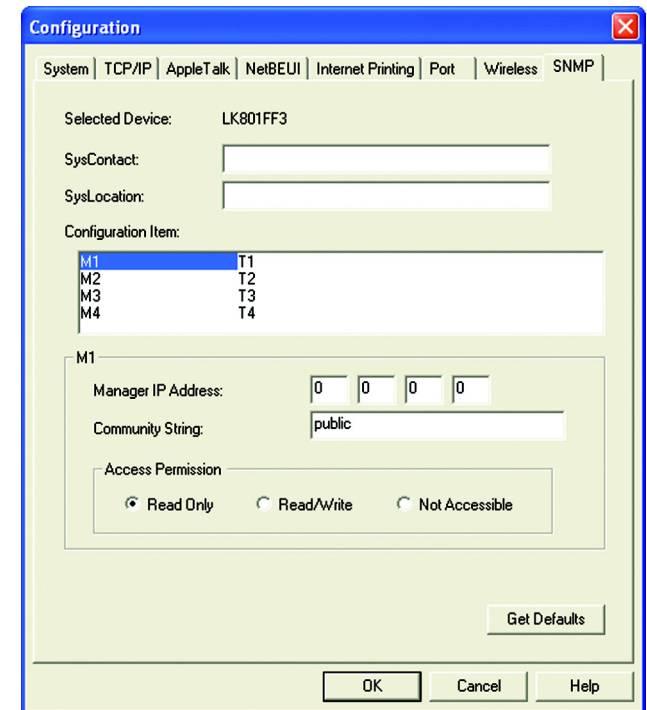 Configuration
System TCP/IP AppleTalk NetBEUI Internet Printing Port Wireless SNMP
Selected Device: LK801FF3
SysContact:
SysLocation:
Configuration Item:
M1 T1
M2 T2
M3 T3
M4 T4
M1
Manager IP Address: 0 0 0 0
Community String: public
Access Permission
Read Only Read/Write Not Accessible
Get Defaults
OK Cancel Help